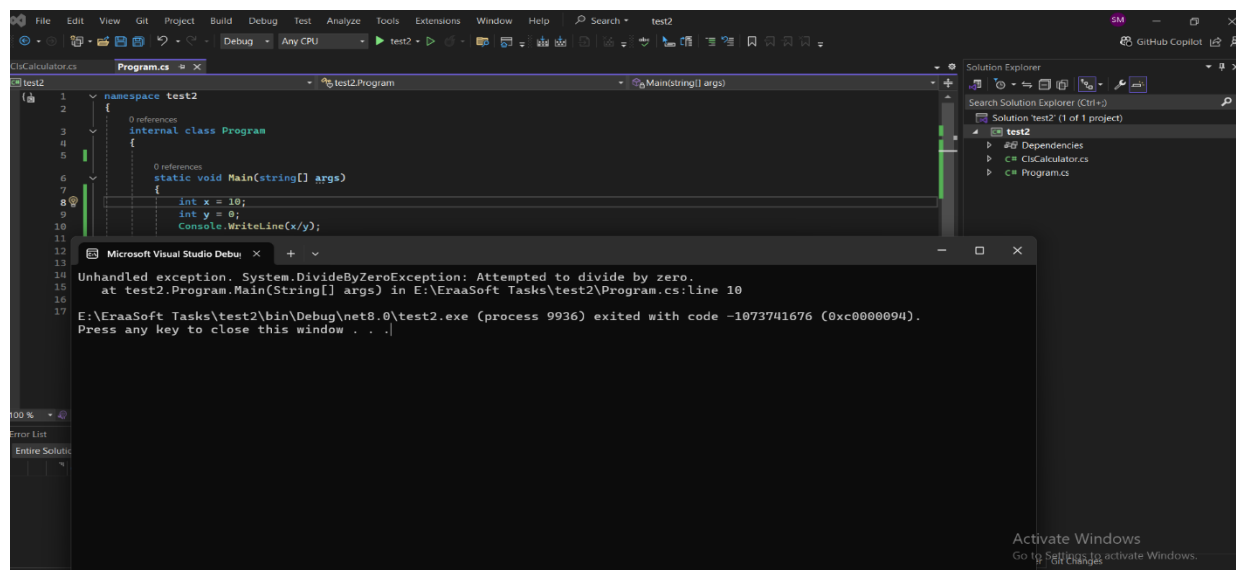 File Edit View Git Project Build Debug Test Analyze Tools Extensions Window Help Search test2 SM
Debug Any CPU test2 GitHub Copilot
ClsCalculator.cs Program.cs
Solution Explorer
test2 test2.Program Main(string[] args)
Search Solution Explorer (Ctrl+;)
Solution 'test2' (1 of 1 project)
test2
Dependencies
C# ClsCalculator.cs
C# Program.cs
1 namespace test2
2 {
0 references
3 internal class Program
4 {
5
0 references
6 static void Main(string[] args)
7 {
8 int x = 10;
9 int y = 0;
10 Console.WriteLine(x/y);
11
12
13
14
15
16
17
Microsoft Visual Studio Debug
Unhandled exception. System.DivideByZeroException: Attempted to divide by zero.
at test2.Program.Main(String[] args) in E:\EraaSoft Tasks\test2\Program.cs:line 10
E:\EraaSoft Tasks\test2\bin\Debug\net8.0\test2.exe (process 9936) exited with code -1073741676 (0xc0000094).
Press any key to close this window . . .
100 %
Error List
Entire Solutio
Activate Windows
Go to Settings to activate Windows.
Git Changes